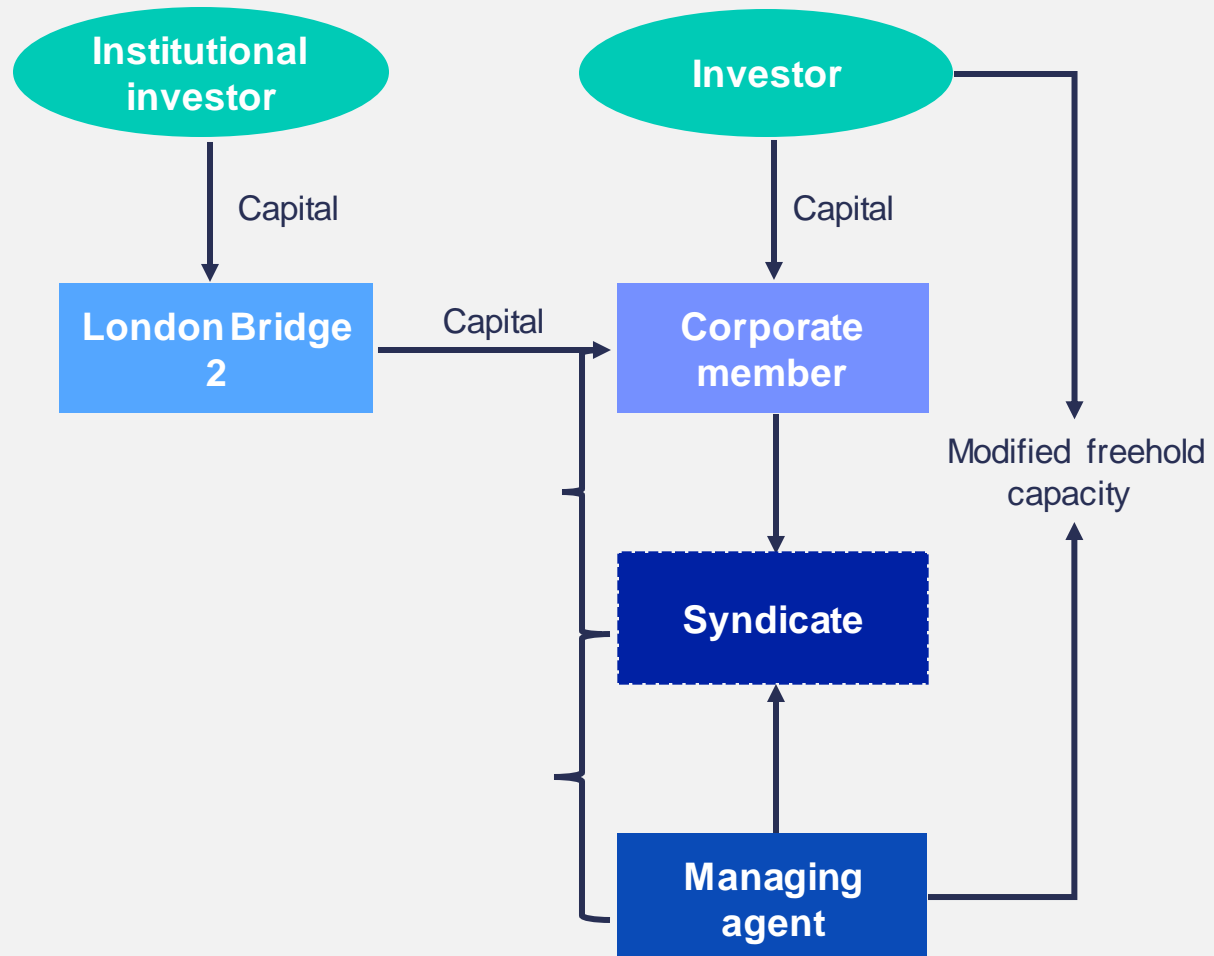 Institutional
investor
Investor
Capital
Capital
London Bridge
2
Capital
Corporate
member
Modified freehold
capacity
Syndicate
Managing
agent